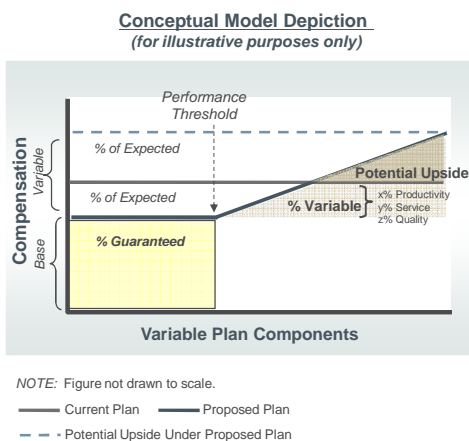 Conceptual Model Depiction
(for illustrative purposes only)
Performance
Threshold
% of Expected
Potential Upside
% of Expected
% Variable
x% Productivity
y% Service
z% Quality
% Guaranteed
Compensation
Variable
Base
Variable Plan Components
NOTE: Figure not drawn to scale.
Current Plan
Proposed Plan
Potential Upside Under Proposed Plan